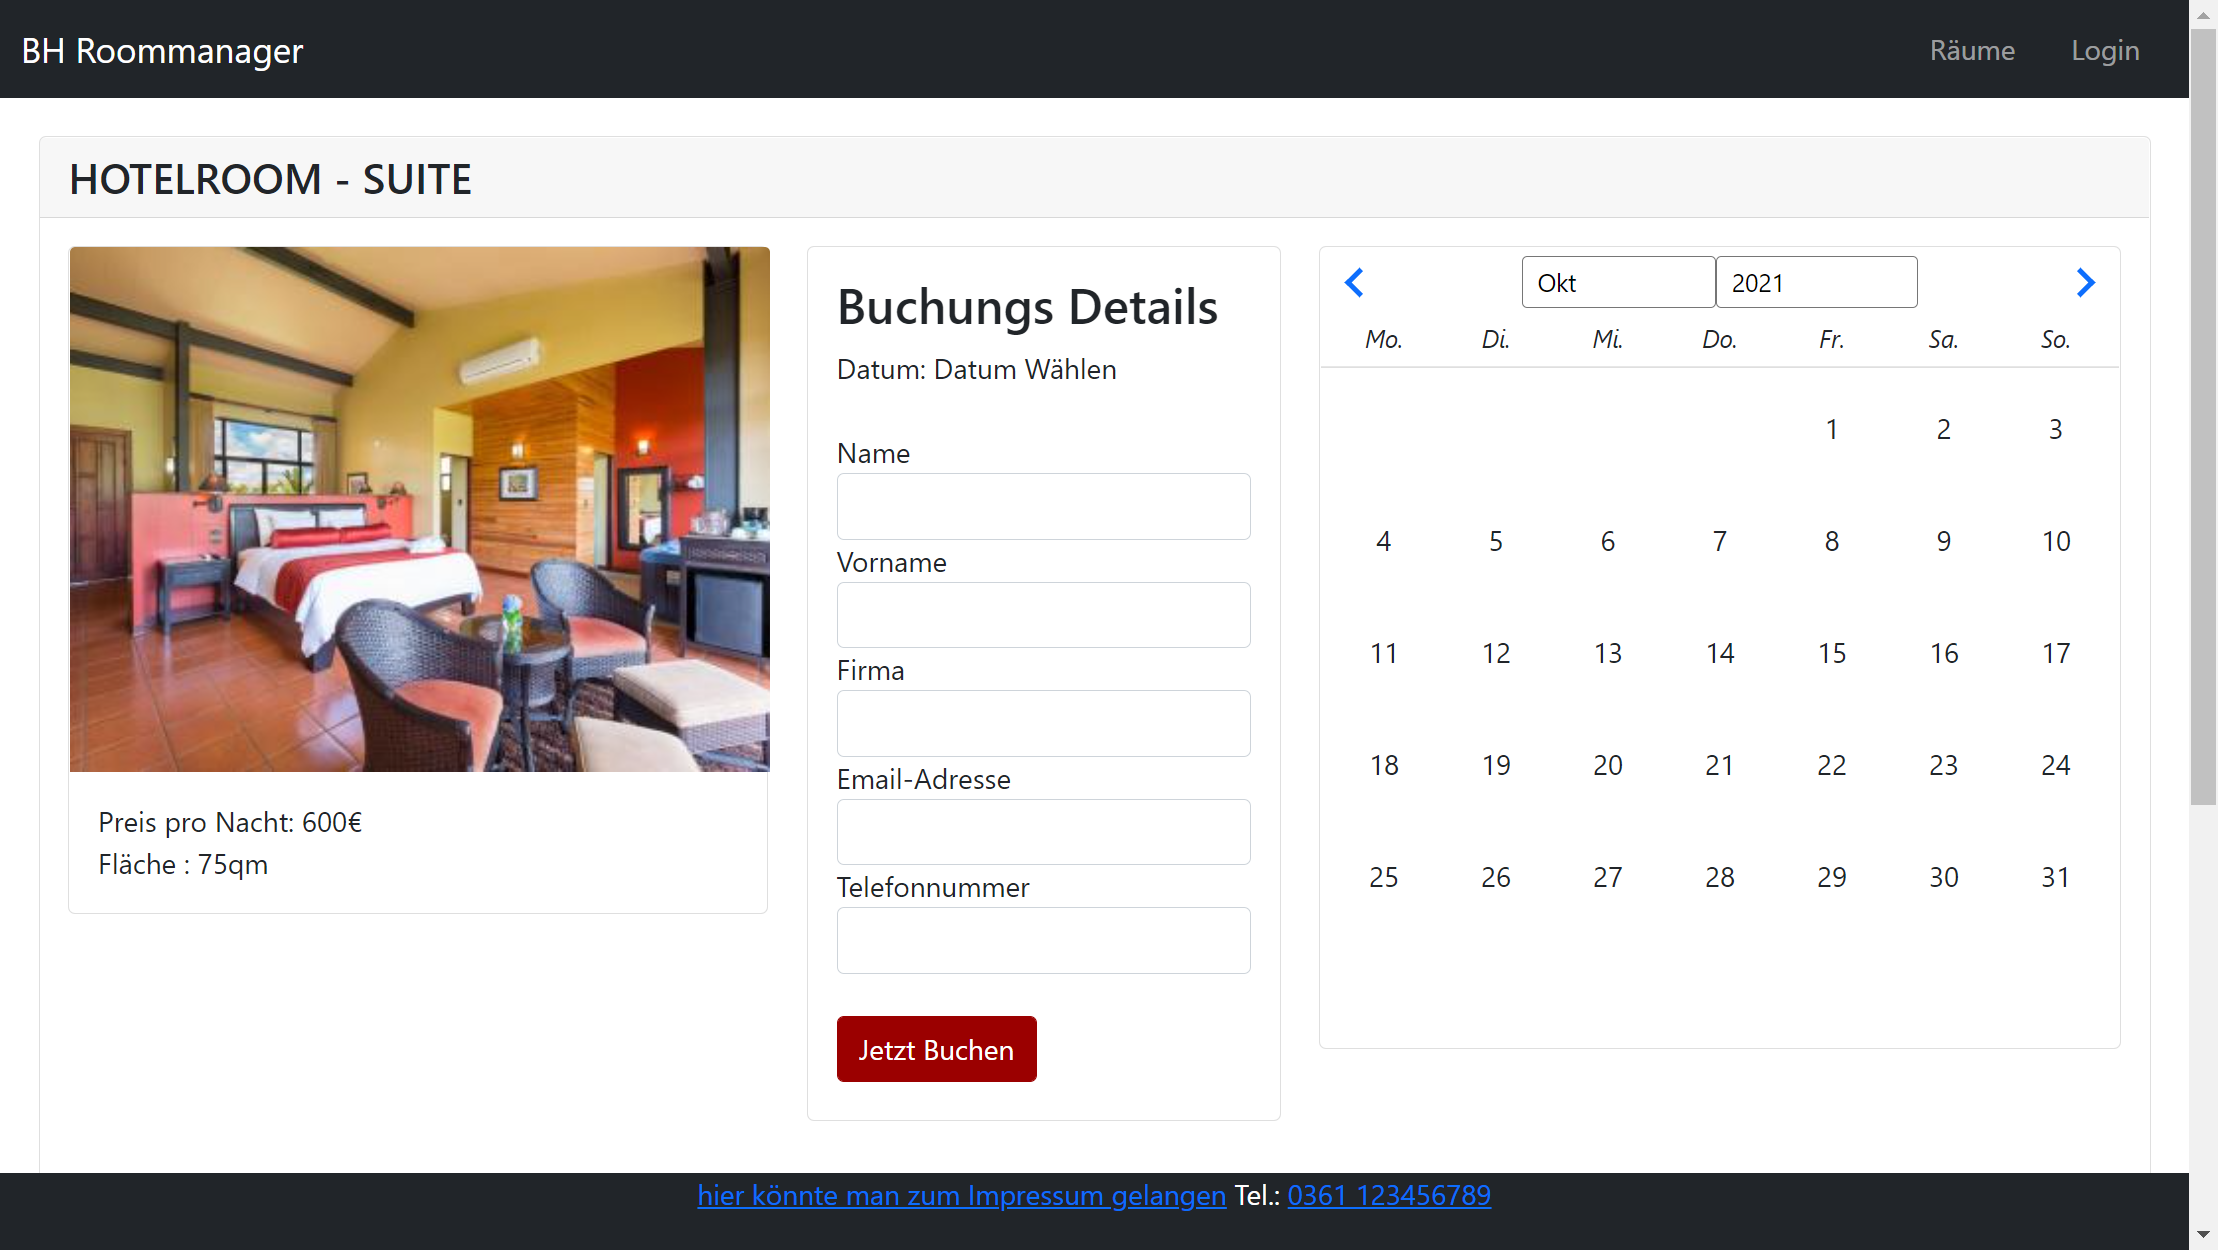 BH Roommanager
Räume Login
HOTELROOM - SUITE
Preis pro Nacht: 600€
Fläche : 75qm
Buchungs Details
Datum: Datum Wählen
Name
Vorname
Firma
Email-Adresse
Telefonnummer
Jetzt Buchen
Okt 2021
Mo. Di. Mi. Do. Fr. Sa. So.
1 2 3
4 5 6 7 8 9 10
11 12 13 14 15 16 17
18 19 20 21 22 23 24
25 26 27 28 29 30 31
hier könnte man zum Impressum gelangen Tel.: 0361 123456789